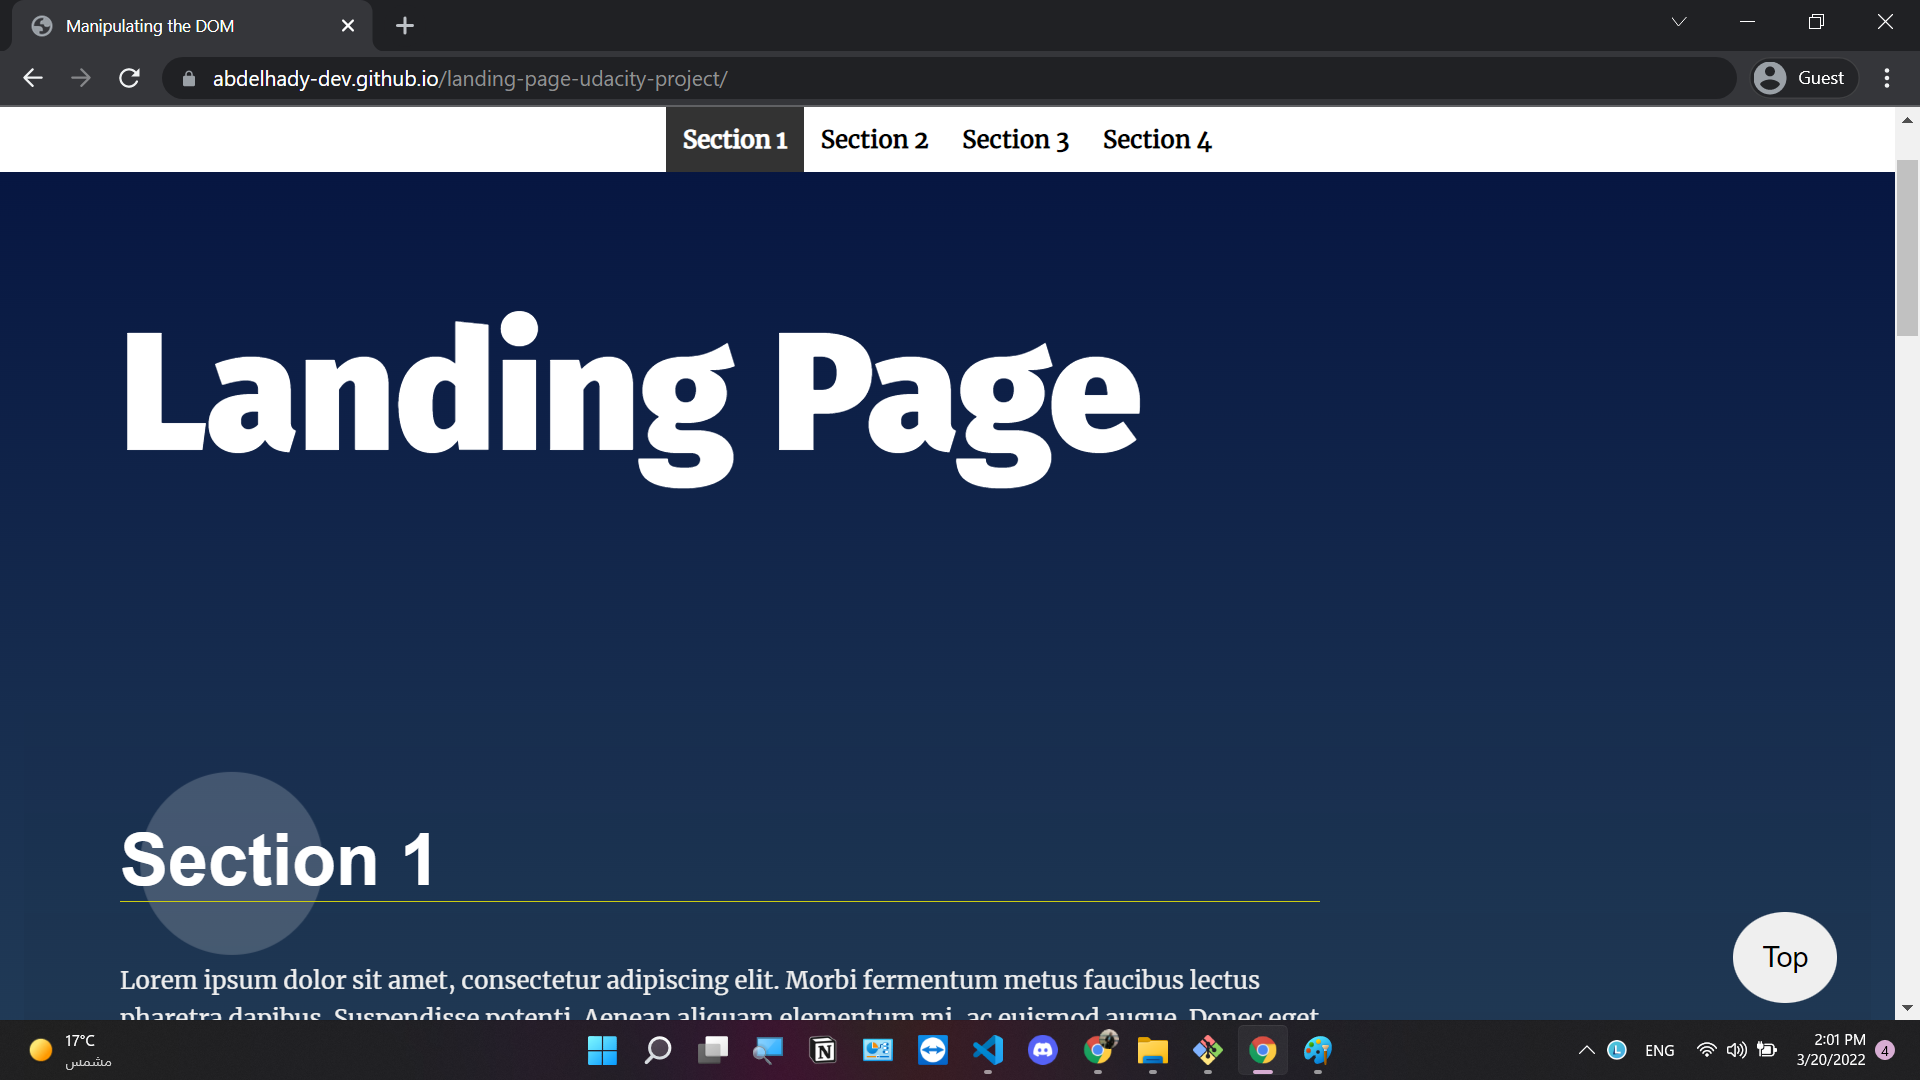 Manipulating the DOM
abdelhady-dev.github.io/landing-page-udacity-project/
Guest
Section 1 Section 2 Section 3 Section 4
Landing Page
Section 1
Lorem ipsum dolor sit amet, consectetur adipiscing elit. Morbi fermentum metus faucibus lectus
pharetra dapibus. Suspendisse potenti. Aenean aliquam elementum mi, ac euismod augue. Donec eget
Top
17°C
مشمس
N
L
ENG
2:01 PM
3/20/2022
4